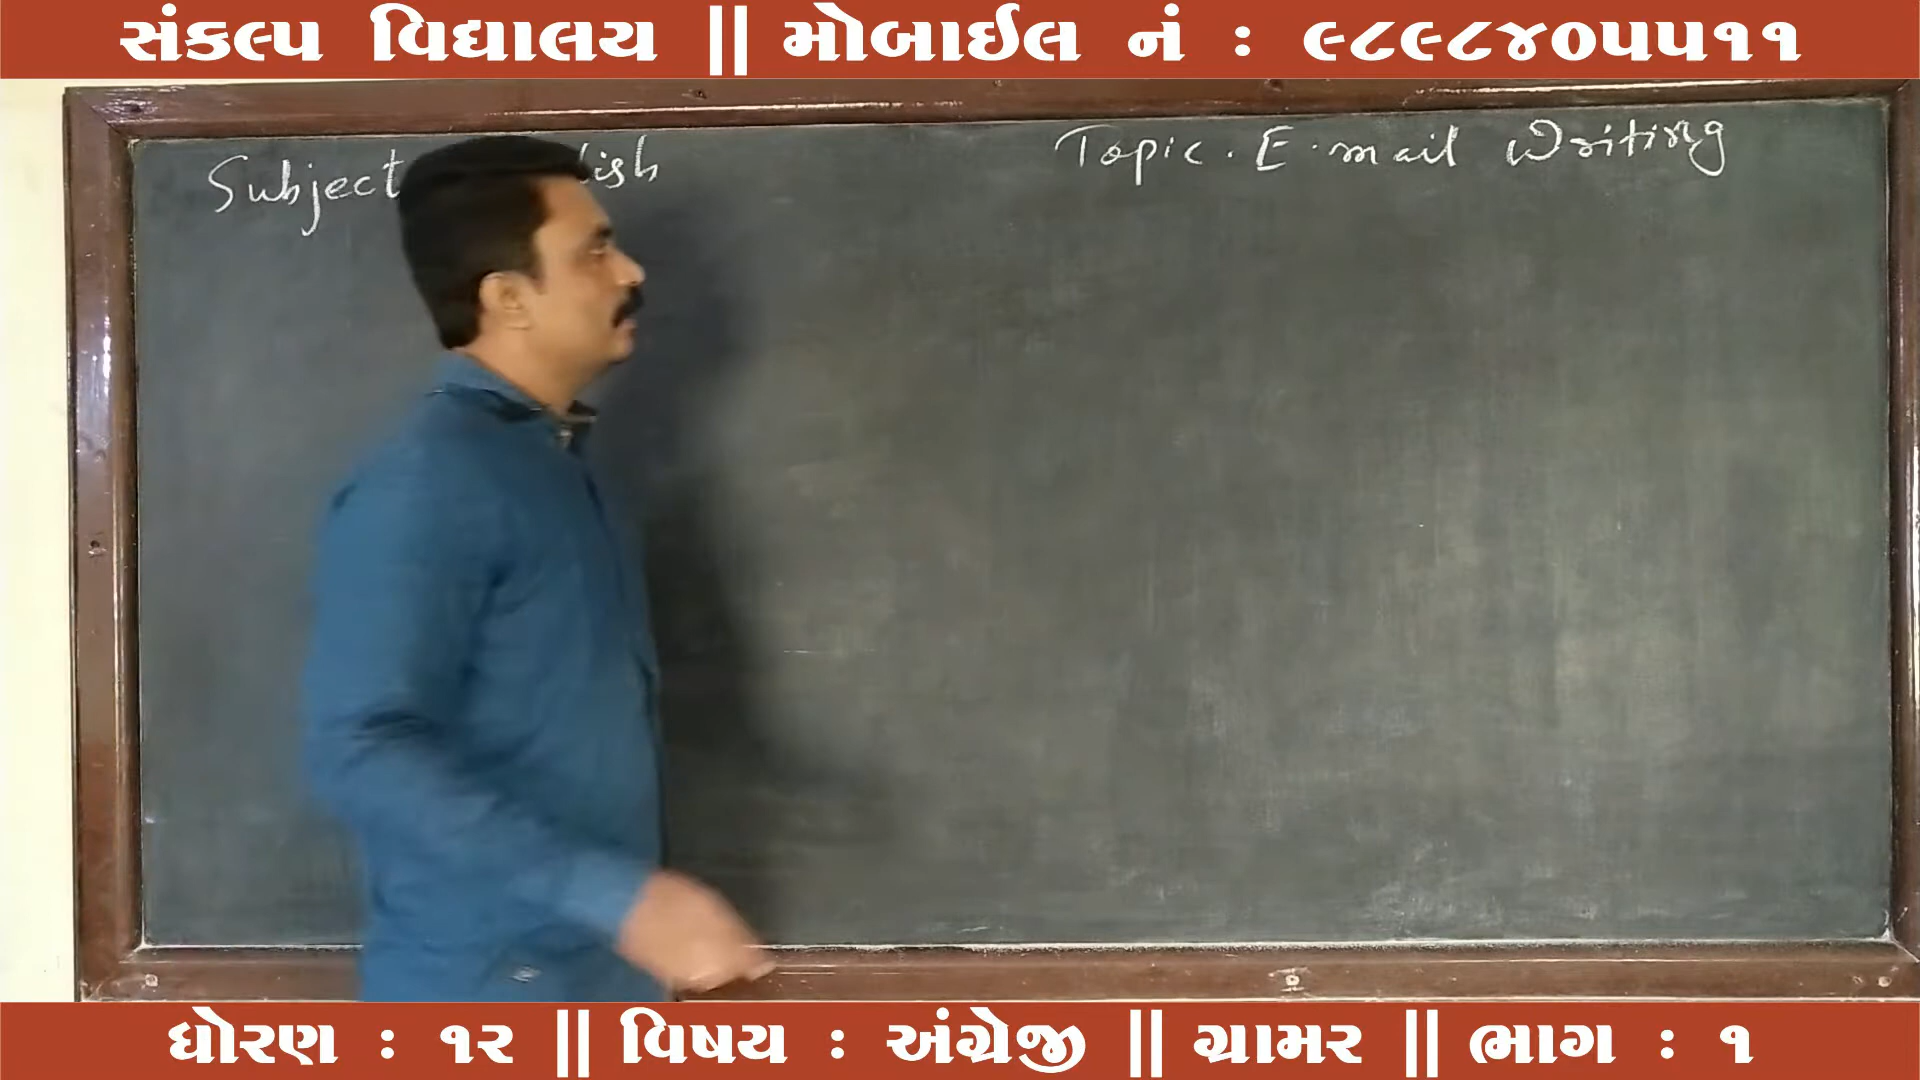 સંકલ્પ વિદ્યાલય || મોબાઈલ નં : ૯૮૯૮૪૦૫૫૧૧
Subject
Topic. E-mail Writing
ધોરણ : ૧૨ || વિષય : અંગ્રેજી || ગ્રામર || ભાગ : ૧